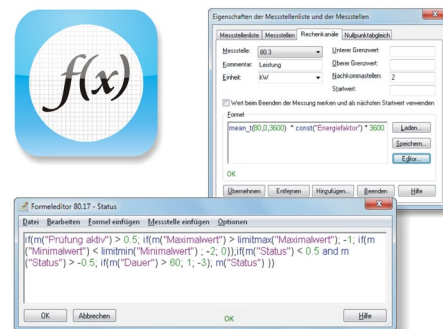 f(x)
Eigenschaften der Messstellenliste und der Messstellen
Messstellenliste Messstellen Rechenkanäle Nullpunktabgleich
Messstelle: 80.3 Unterer Grenzwert:
Kommentar: Leistung Oberer Grenzwert:
Einheit: kW Nachkommastellen: 2
Startwert:
Wert beim Beenden der Messung merken und als nächsten Startwert verwenden
Formel
mean_t(80,0,3600) * const("Energiefaktor") * 3600
Laden...
Speichern...
Editor...
OK
Übernehmen Entfernen Hinzufügen... Beenden Hilfe
Formeleditor 80.17 - Status
Datei Bearbeiten Formel einfügen Messstelle einfügen Optionen
if(m("Prüfung aktiv") > 0.5; if(m("Maximalwert") > limitmax("Maximalwert"); -1; if(m
("Minimalwert") < limitmin("Minimalwert") ; -2; 0));if(m("Status") < 0.5 and m
("Status") > -0.5; if(m("Dauer") > 60; 1; -3); m("Status") ))
OK Abbrechen OK Hilfe